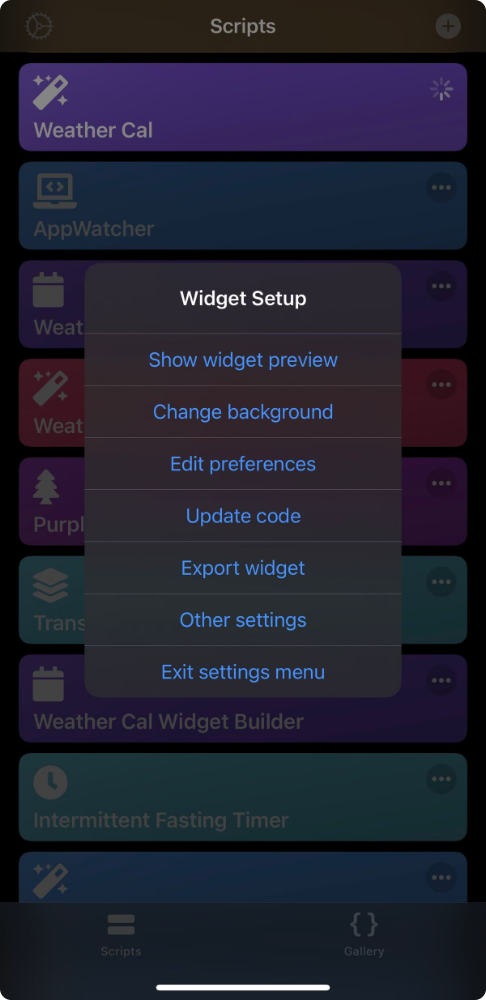 Scripts
Weather Cal
AppWatcher
Weat
Widget Setup
Show widget preview
Change background
Edit preferences
Update code
Export widget
Other settings
Exit settings menu
Weat
Purpl
Trans
Weather Cal Widget Builder
Intermittent Fasting Timer
Scripts
Gallery